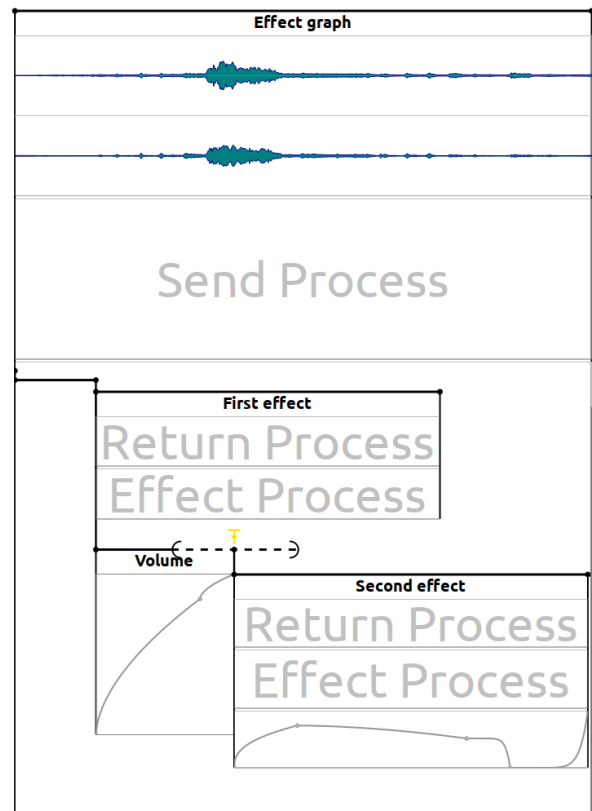 Effect graph
Send Process
First effect
Return Process
Effect Process
Volume
Second effect
Return Process
Effect Process